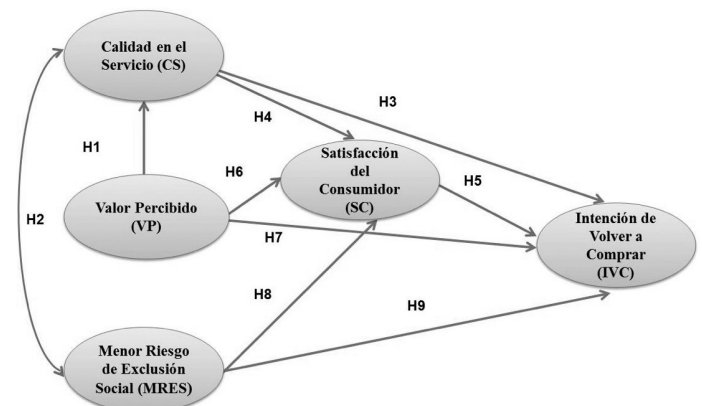 Calidad en el
Servicio (CS)
H3
H4
H1
Satisfacción
del
Consumidor
(SC)
H6
H5
Valor Percibido
(VP)
H2
H7
Intención de
Volver a
Comprar
(IVC)
H8
H9
Menor Riesgo
de Exclusión
Social (MRES)